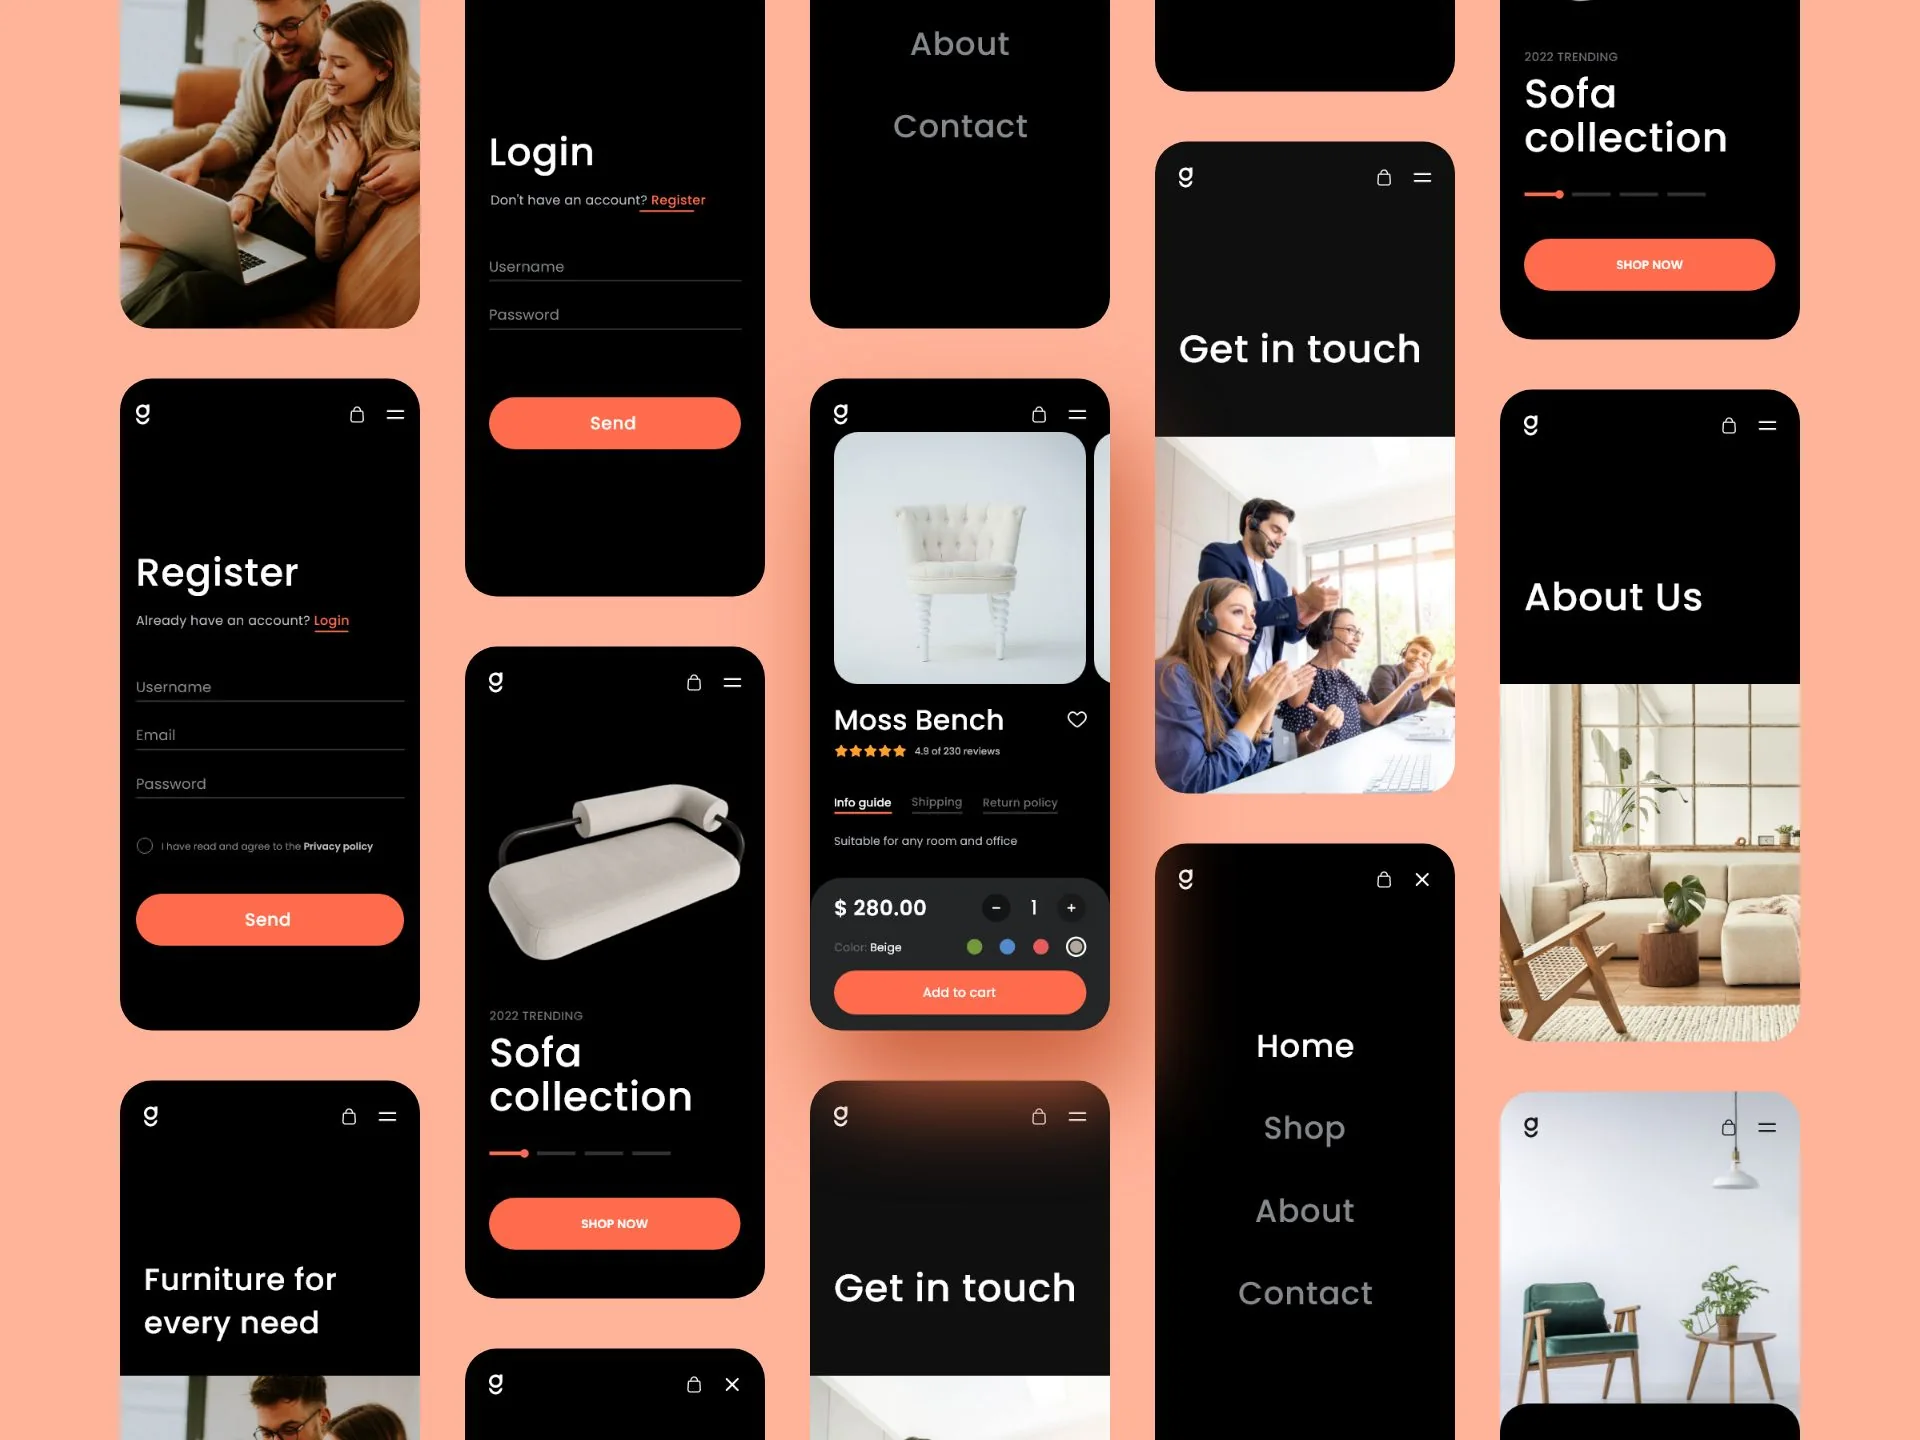 Login
Don't have an account? Register
Username
Password
Send
About
Contact
g
Get in touch
2022 TRENDING
Sofa
collection
SHOP NOW
g
Register
Already have an account? Login
Username
Email
Password
I have read and agree to the Privacy policy
Send
g
2022 TRENDING
Sofa
collection
SHOP NOW
g
Moss Bench
4.9 of 230 reviews
Info guide Shipping Return policy
Suitable for any room and office
$ 280.00 - 1 +
Color: Beige
Add to cart
g
Home
Shop
About
Contact
g
About Us
g
Furniture for
every need
g
g
Get in touch
g